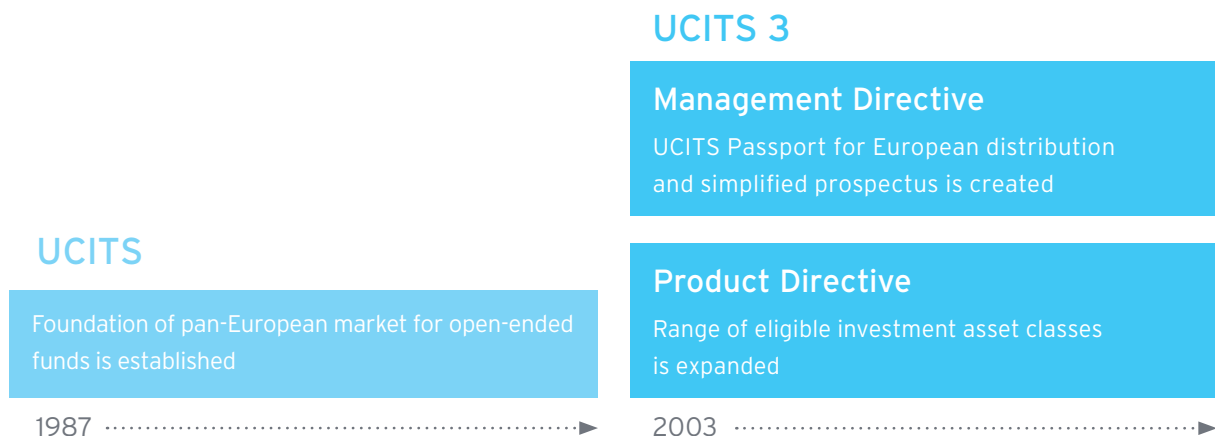 UCITS
Foundation of pan-European market for open-ended
funds is established
1987
UCITS 3
Management Directive
UCITS Passport for European distribution
and simplified prospectus is created
Product Directive
Range of eligible investment asset classes
is expanded
2003